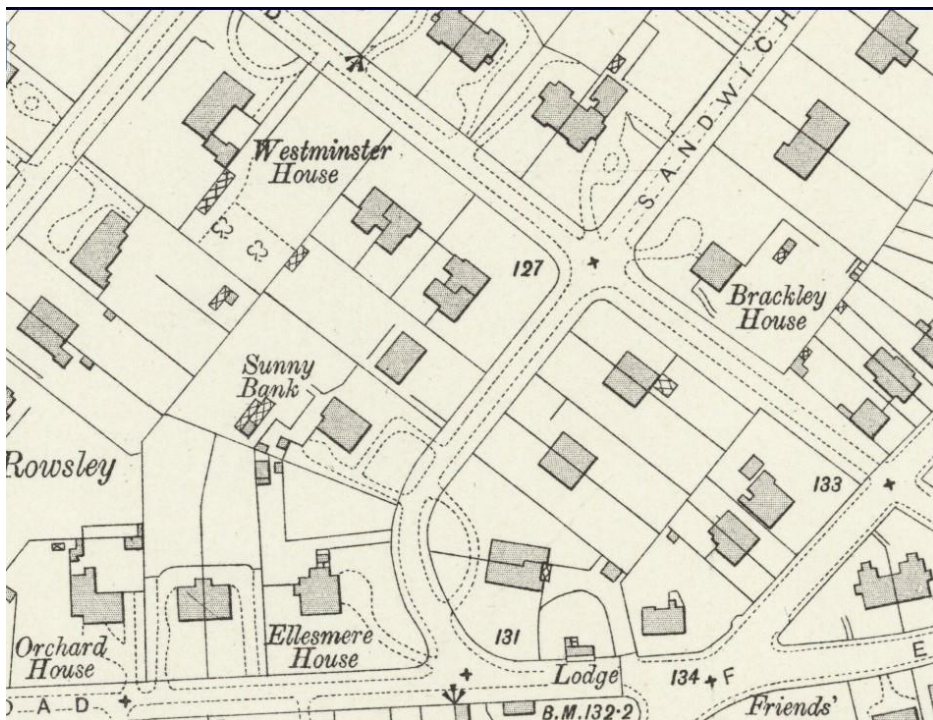 D
SANDWICH
Westminster
House
127
Brackley
House
Sunny
Bank
Rowsley
133
Orchard
House
Ellesmere
House
131
Lodge
134
F
E
OAD
B.M.132·2
Friends'